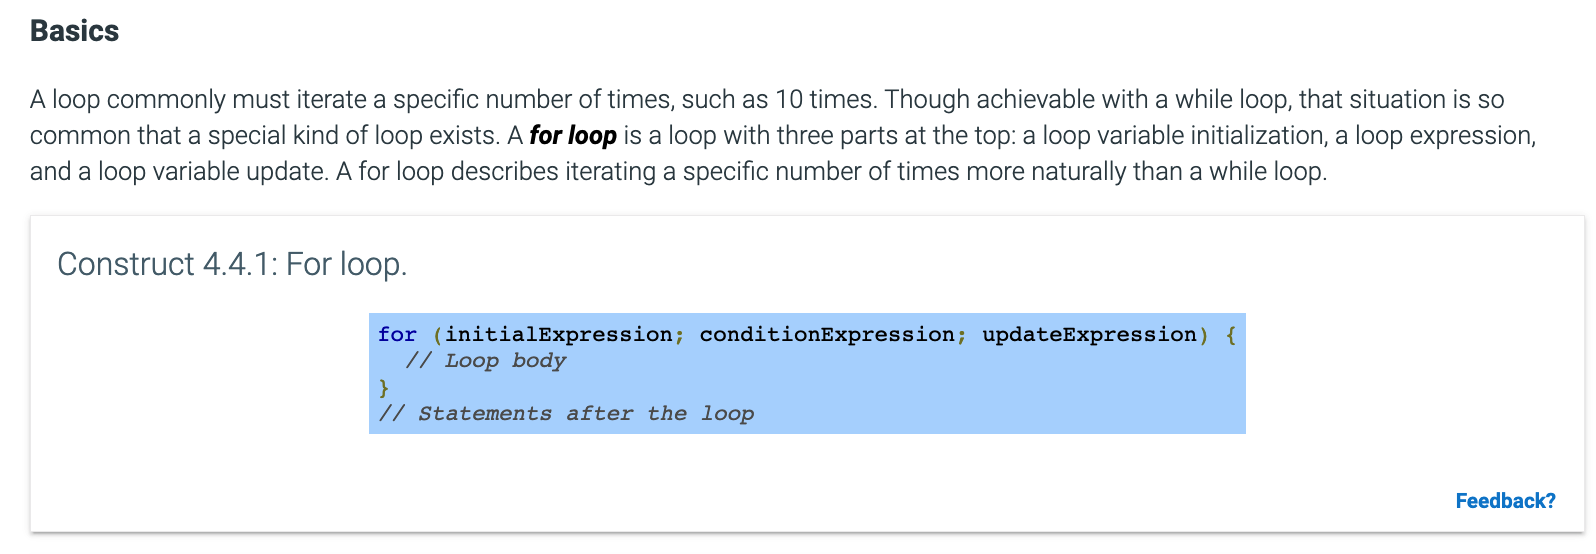 Basics
A loop commonly must iterate a specific number of times, such as 10 times. Though achievable with a while loop, that situation is so
common that a special kind of loop exists. A for loop is a loop with three parts at the top: a loop variable initialization, a loop expression,
and a loop variable update. A for loop describes iterating a specific number of times more naturally than a while loop.
Construct 4.4.1: For loop.
for (initialExpression; conditionExpression; updateExpression) {
// Loop body
}
// Statements after the loop
Feedback?